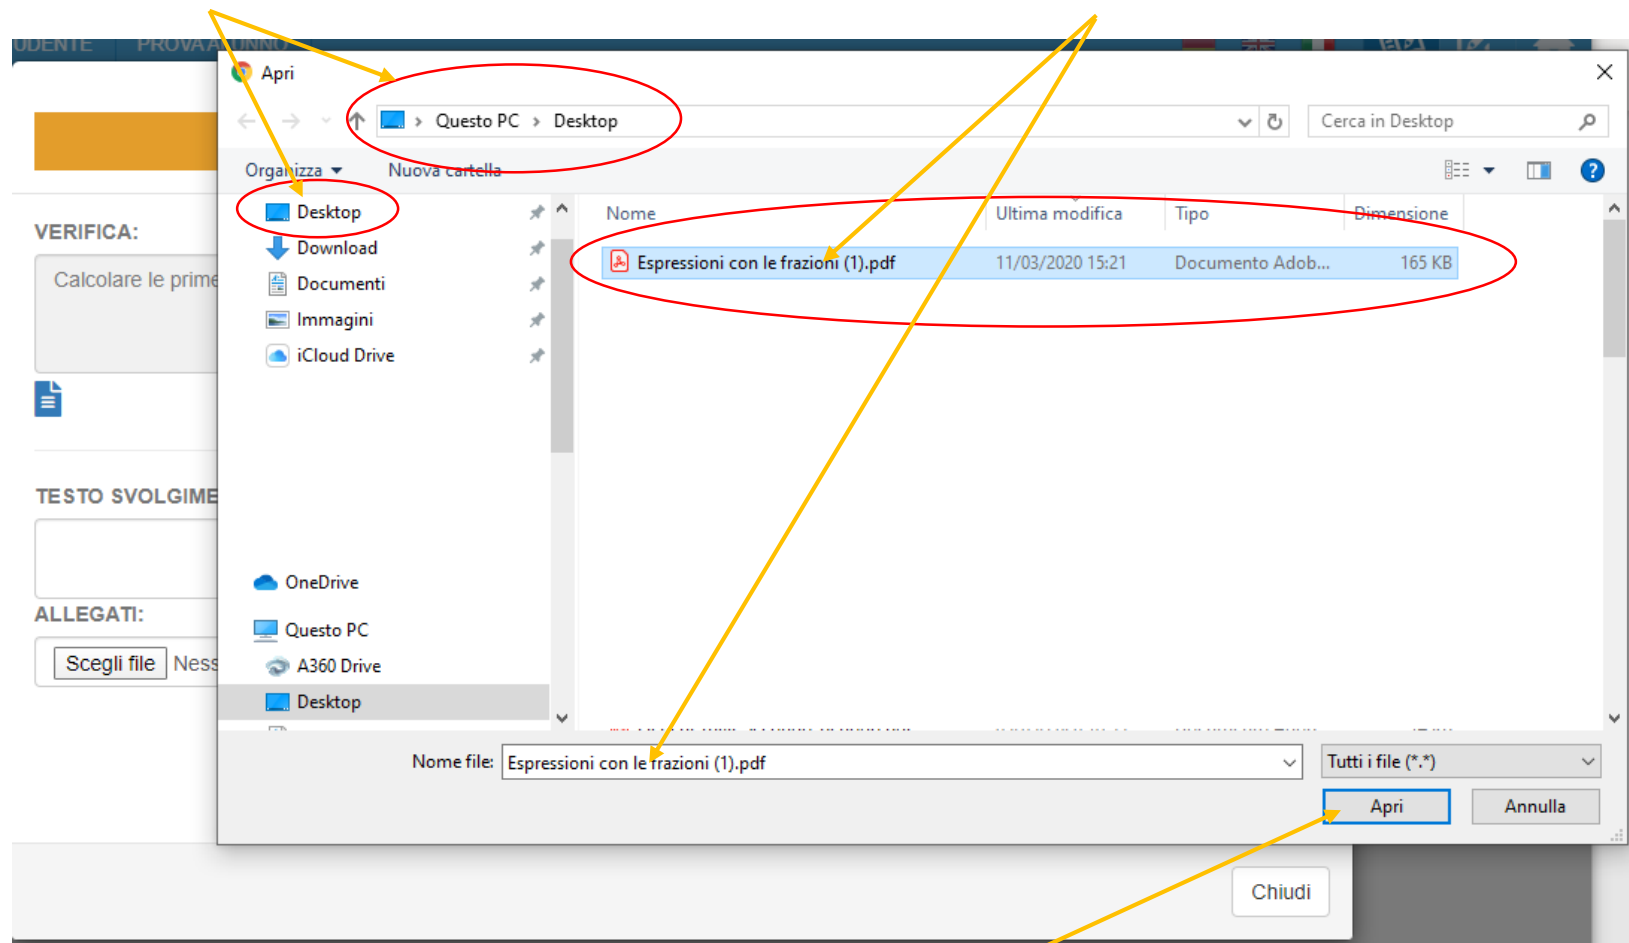 UDENTE PROVA ALUNNO
Apri
Questo PC > Desktop
Cerca in Desktop
Organizza
Nuova cartella
Desktop
Download
Documenti
Immagini
iCloud Drive
OneDrive
Questo PC
A360 Drive
Desktop
Nome Ultima modifica Tipo Dimensione
Espressioni con le frazioni (1).pdf 11/03/2020 15:21 Documento Adob... 165 KB
Nome file: Espressioni con le frazioni (1).pdf
Tutti i file (*.*)
Apri
Annulla
VERIFICA:
Calcolare le prime
TESTO SVOLGIME
ALLEGATI:
Scegli file Ness
Chiudi